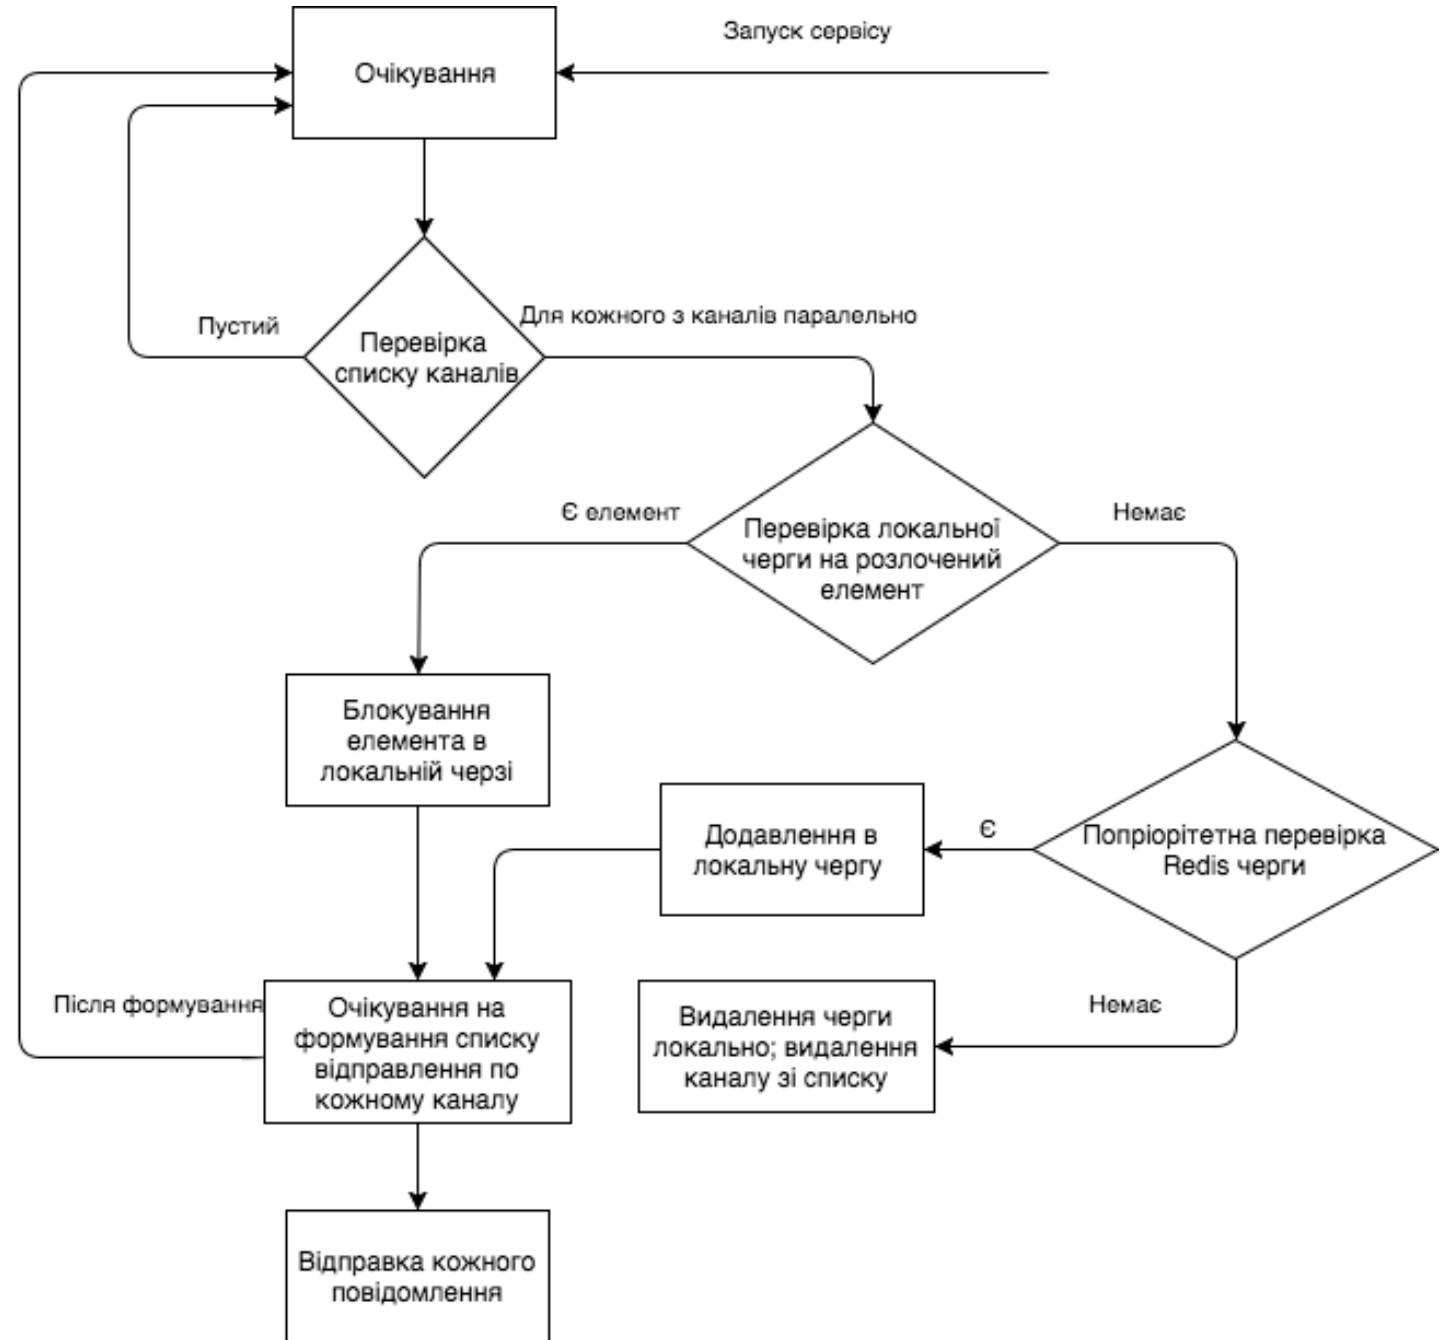 Запуск сервісу
Очікування
Пустий
Для кожного з каналів паралельно
Перевірка
списку каналів
Є елемент
Немає
Перевірка локальної
черги на розлочений
елемент
Блокування
елемента в
локальній черзі
Додавлення в
локальну чергу
Є
Попріорітетна перевірка
Redis черги
Після формування
Очікування на
формування списку
відправлення по
кожному каналу
Видалення черги
локально; видалення
каналу зі списку
Немає
Відправка кожного
повідомлення